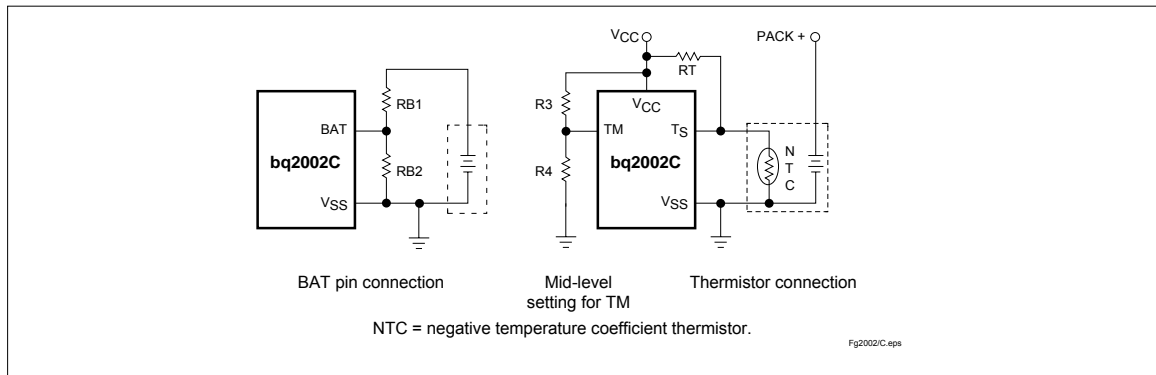 VCC
PACK +
RT
RB1
R3
VCC
BAT
TM
TS
bq2002C
RB2
R4
bq2002C
N
T
C
VSS
VSS
BAT pin connection
Mid-level
setting for TM
Thermistor connection
NTC = negative temperature coefficient thermistor.
Fg2002/C.eps